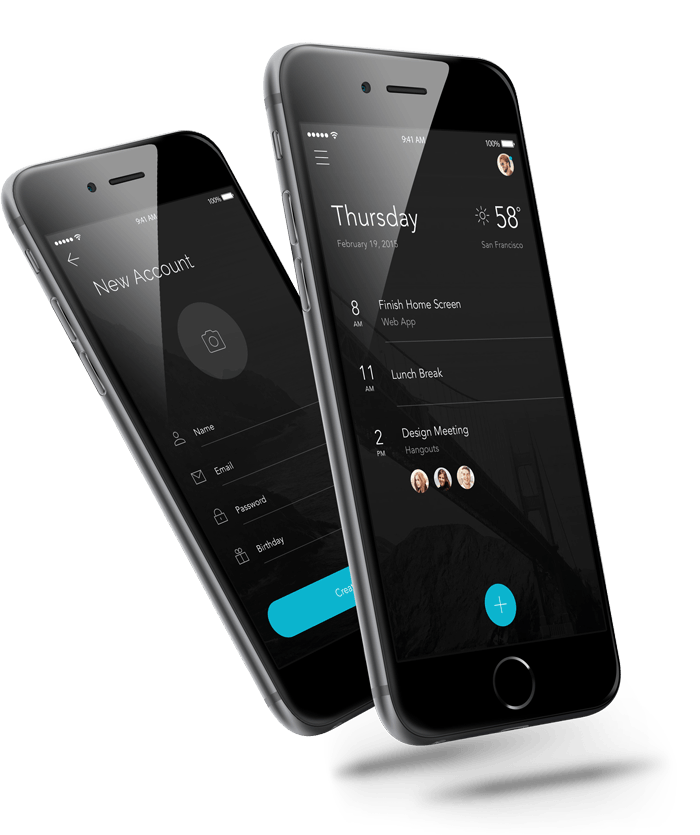 9:41 AM
100%
New Account
Name
Email
Password
Birthday
9:41 AM
100%
Thursday
February 19, 2015
58°
San Francisco
8
AM
Finish Home Screen
Web App
11
AM
Lunch Break
2
PM
Design Meeting
Hangouts